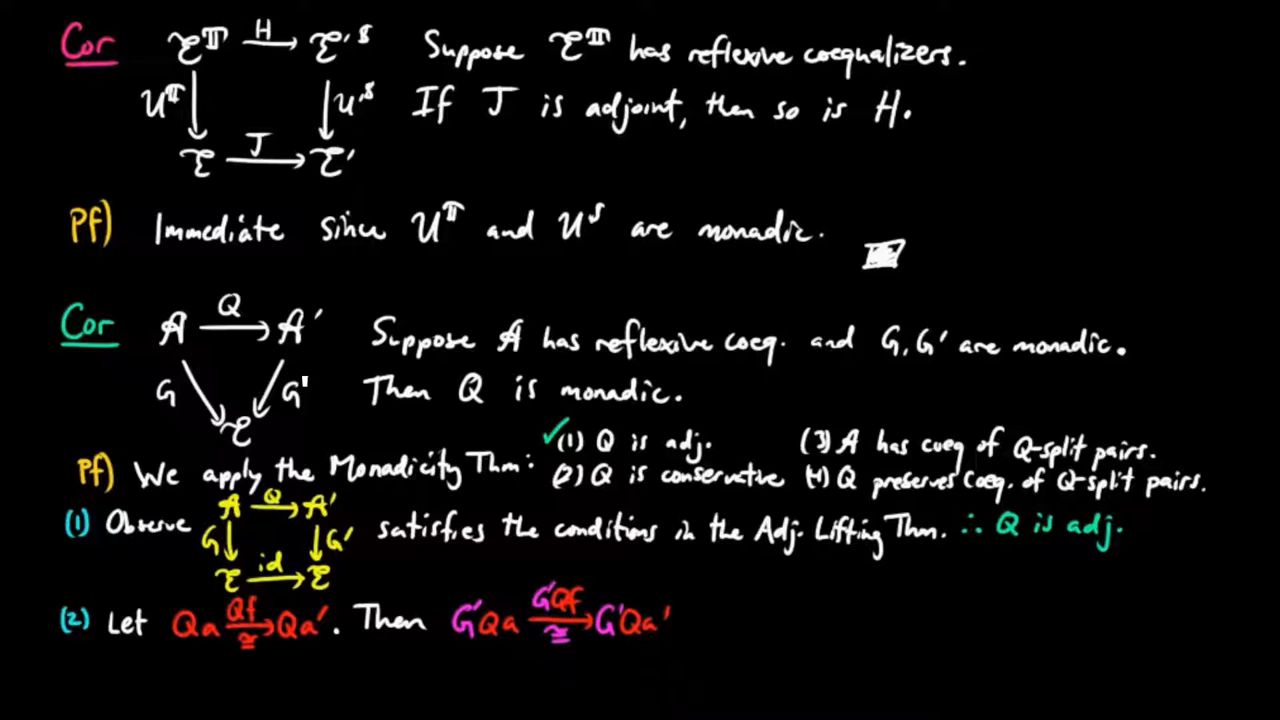 Cor ℰ^𝕋 H→ ℰ'^𝕊 Suppose ℰ^𝕋 has reflexive coequalizers.
U^𝕋 U^𝕊 If J is adjoint, then so is H.
ℰ J→ ℰ'
Pf) Immediate since U^𝕋 and U^𝕊 are monadic.
Cor A Q→ A' Suppose A has reflexive coeq. and G, G' are monadic.
G G' Then Q is monadic.
ℰ
✓(1) Q is adj. (3) A has coeq of Q-split pairs.
Pf) We apply the Monadicity Thm: (2) Q is conservative (4) Q preserves coeq. of Q-split pairs.
A Q→ A'
(1) Observe G G' satisfies the conditions in the Adj. Lifting Thm. ∴ Q is adj.
ℰ id→ ℰ
(2) Let Qa Qf→ ≅ Qa'. Then G'Qa G'Qf→ ≅ G'Qa'